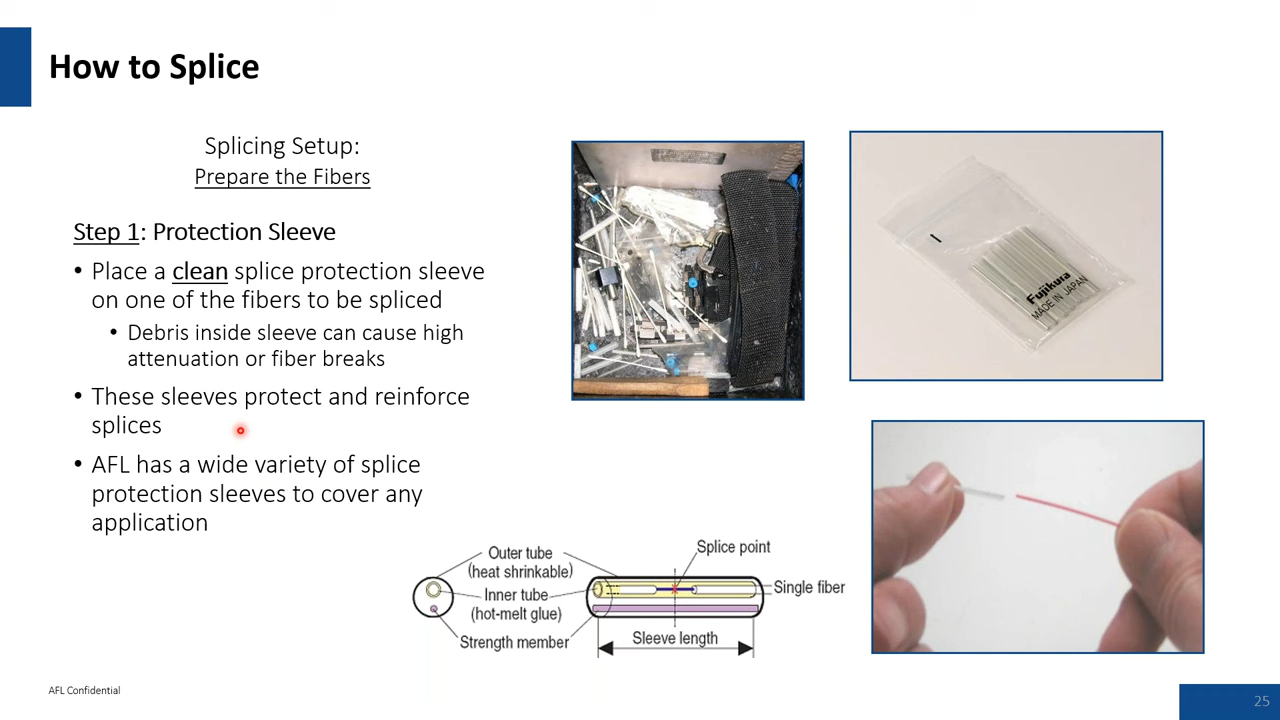 How to Splice
Splicing Setup:
Prepare the Fibers
Step 1: Protection Sleeve
• Place a clean splice protection sleeve
on one of the fibers to be spliced
• Debris inside sleeve can cause high
attenuation or fiber breaks
• These sleeves protect and reinforce
splices
• AFL has a wide variety of splice
protection sleeves to cover any
application
Fujikura
MADE IN JAPAN
Outer tube
(heat shrinkable)
Inner tube
(hot-melt glue)
Strength member
Splice point
Single fiber
Sleeve length
AFL Confidential
25